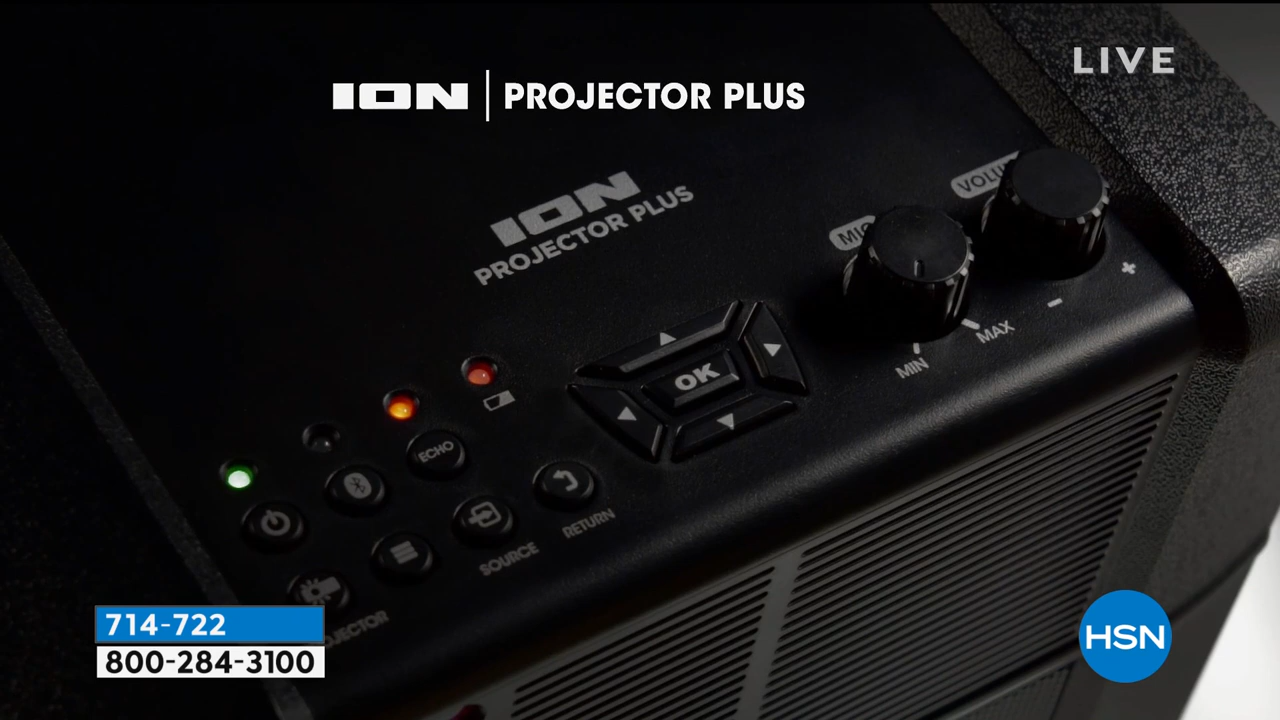 LIVE
ION | PROJECTOR PLUS
ION
PROJECTOR PLUS
MIC
MIN
MAX
-
+
OK
ECHO
SOURCE
RETURN
714-722
800-284-3100
HSN